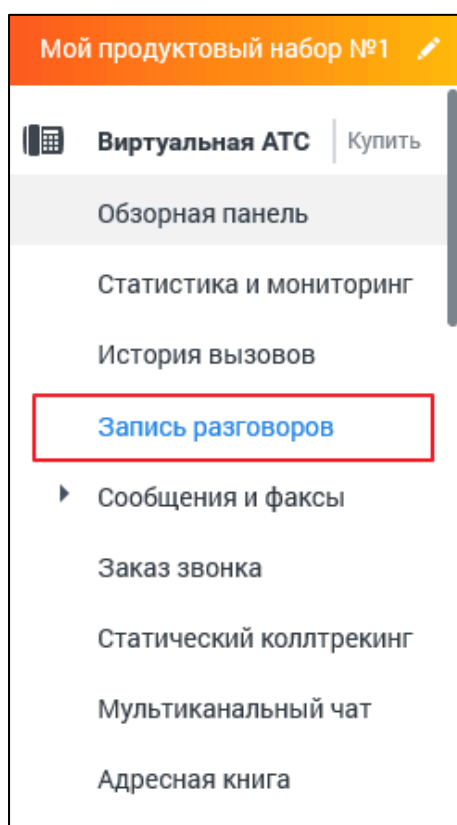 Мой продуктовый набор №1
Виртуальная АТС Купить
Обзорная панель
Статистика и мониторинг
История вызовов
Запись разговоров
Сообщения и факсы
Заказ звонка
Статический коллтрекинг
Мультиканальный чат
Адресная книга